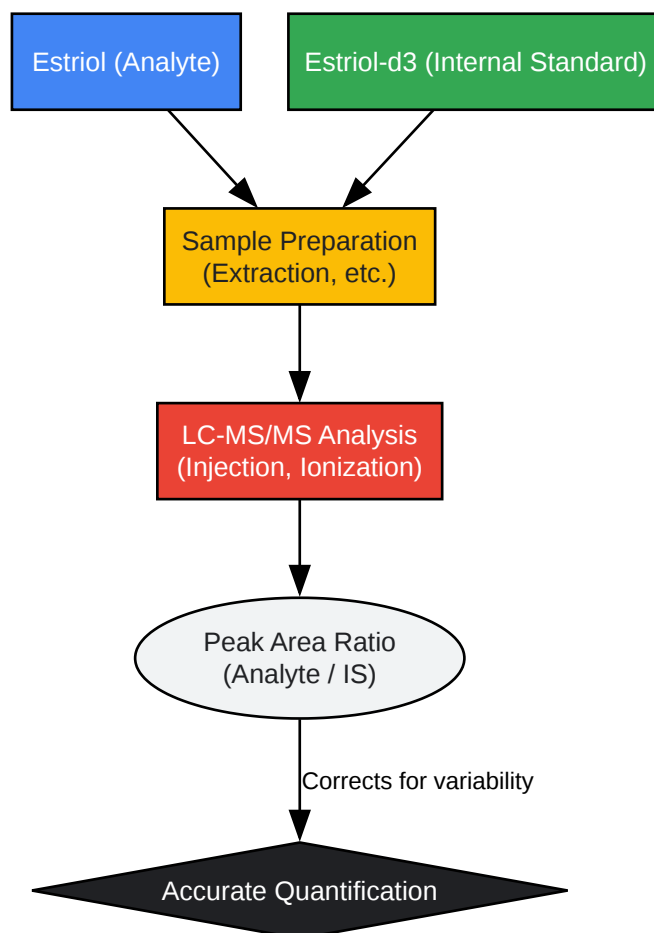 Estriol (Analyte)
Estriol-d3 (Internal Standard)
Sample Preparation
(Extraction, etc.)
LC-MS/MS Analysis
(Injection, Ionization)
Peak Area Ratio
(Analyte / IS)
Corrects for variability
Accurate Quantification